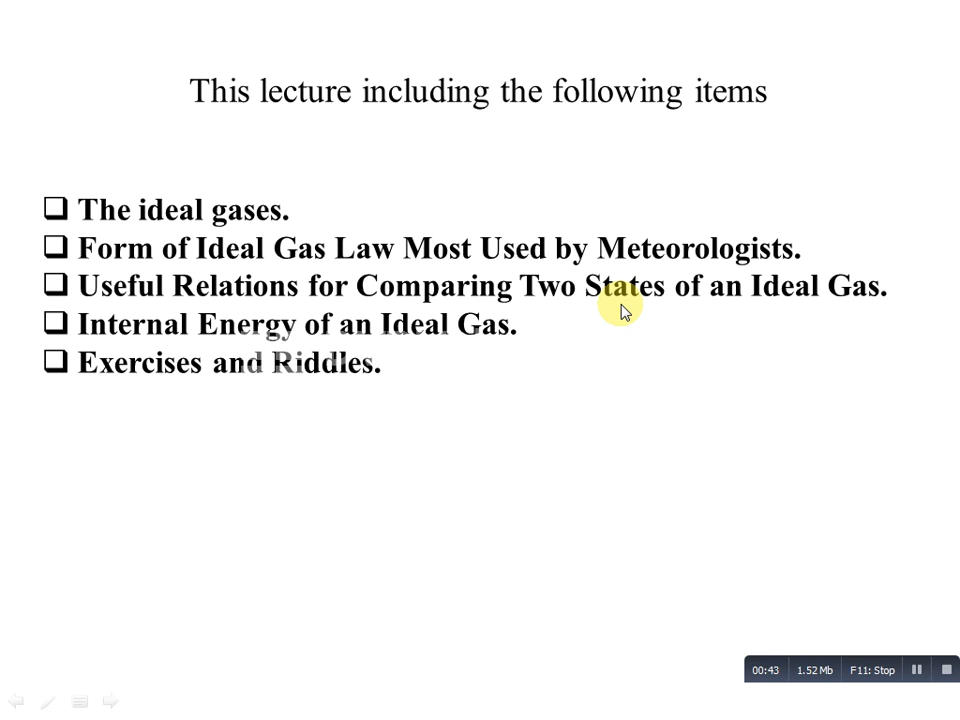 This lecture including the following items
The ideal gases.
Form of Ideal Gas Law Most Used by Meteorologists.
Useful Relations for Comparing Two States of an Ideal Gas.
Internal Energy of an Ideal Gas.
Exercises and Riddles.
00:43 1.52 Mb F11: Stop